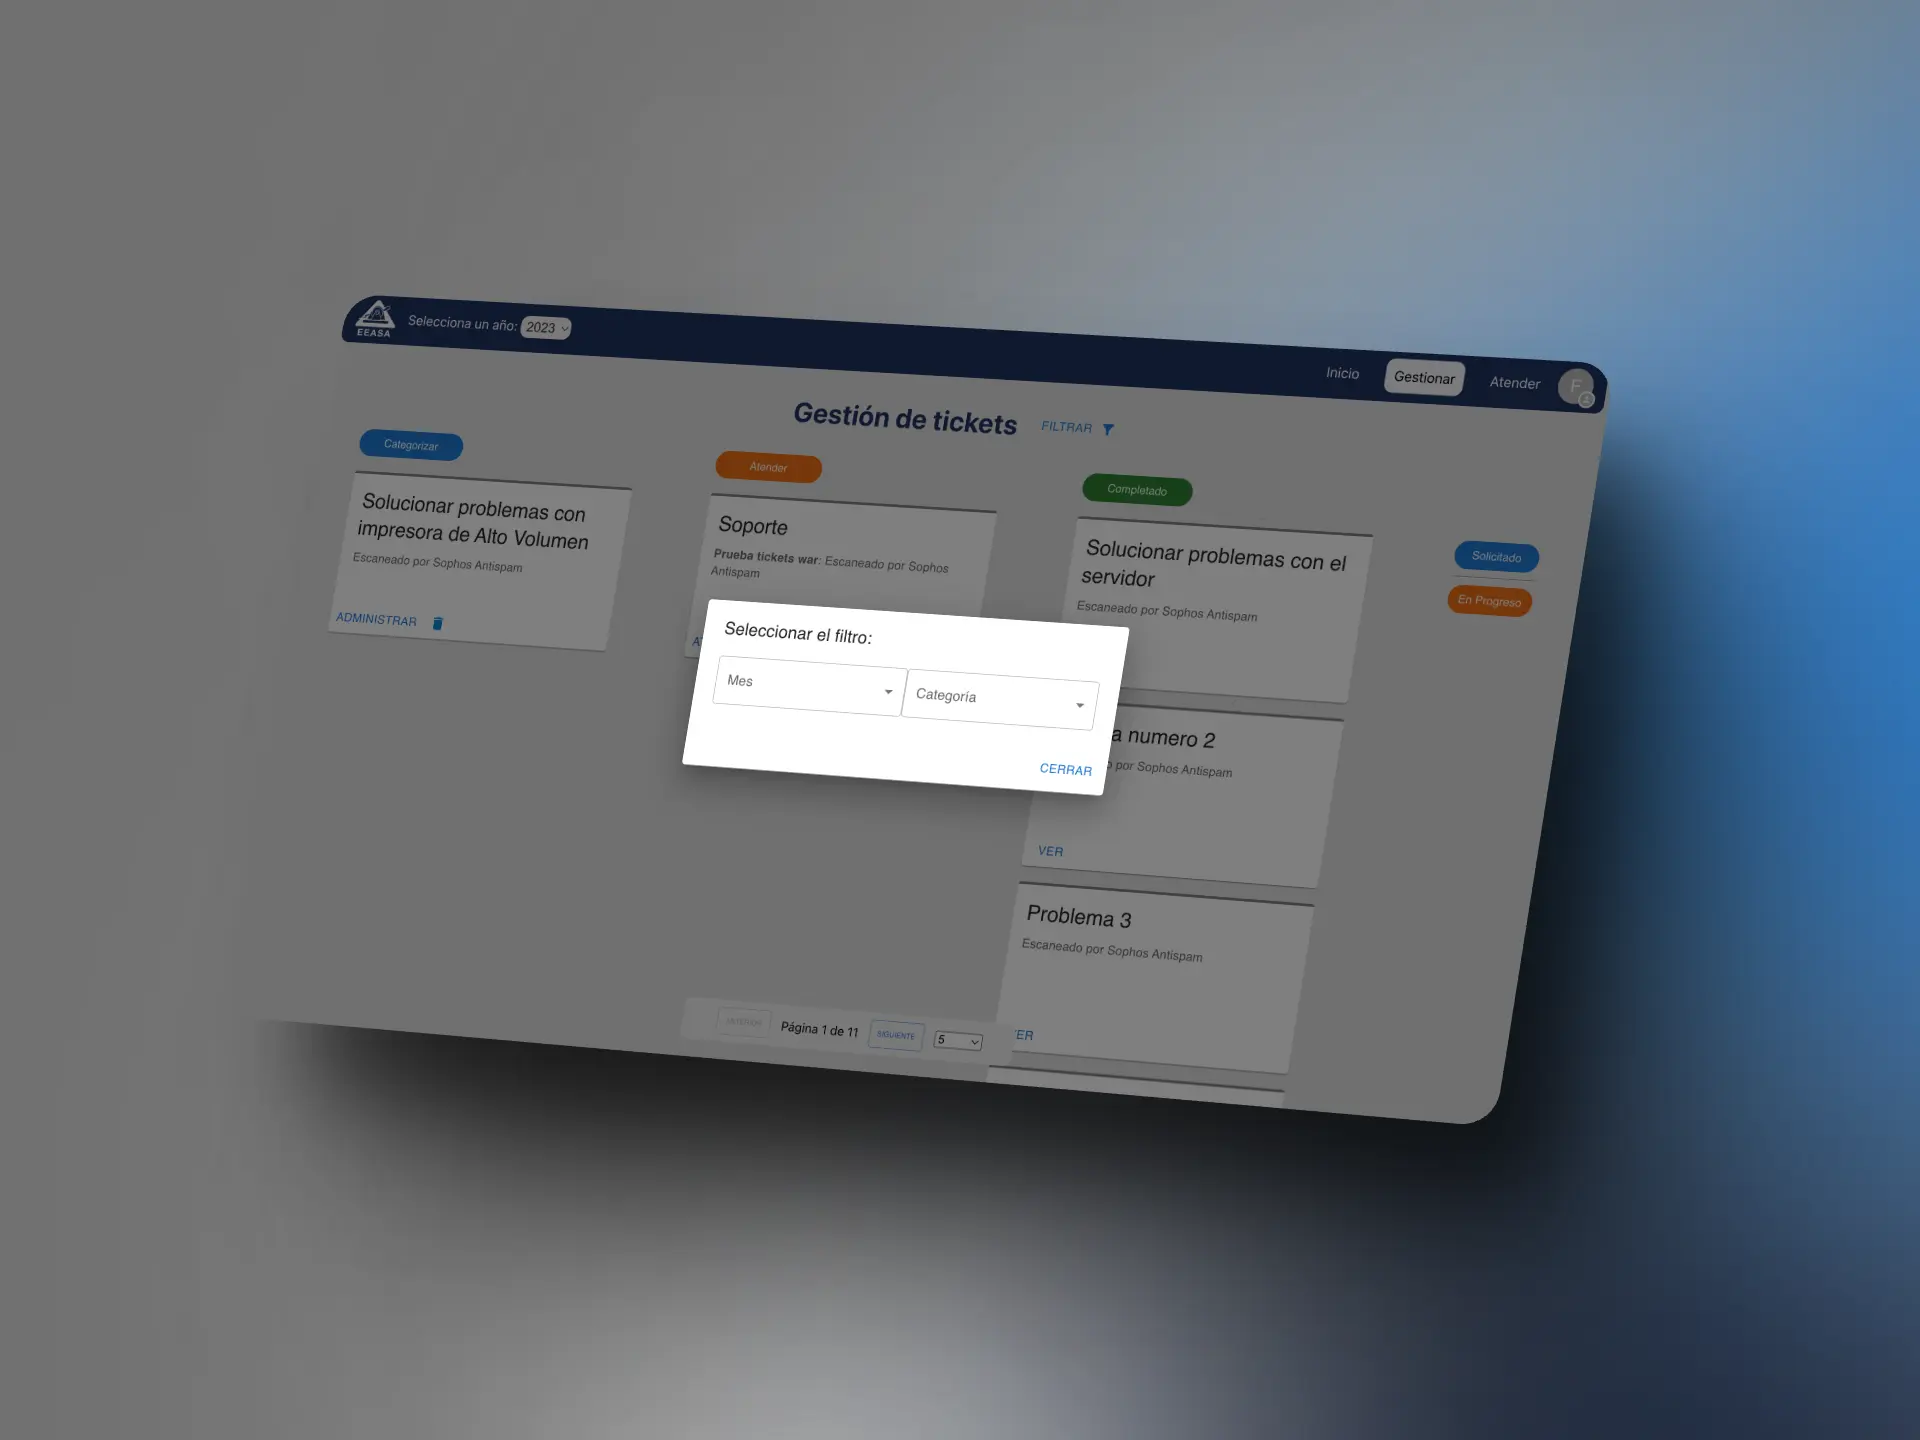 EEASA
Selecciona un año: 2023
Inicio
Gestionar
Atender
F
Gestión de tickets
FILTRAR
Categorizar
Solucionar problemas con
impresora de Alto Volumen
Escaneado por Sophos Antispam
ADMINISTRAR
Atender
Soporte
Prueba tickets war: Escaneado por Sophos
Antispam
Completado
Solucionar problemas con el
servidor
Escaneado por Sophos Antispam
Solicitado
En Progreso
Seleccionar el filtro:
Mes
Categoría
CERRAR
a numero 2
por Sophos Antispam
VER
Problema 3
Escaneado por Sophos Antispam
ER
ANTERIOR
Página 1 de 11
SIGUIENTE
5